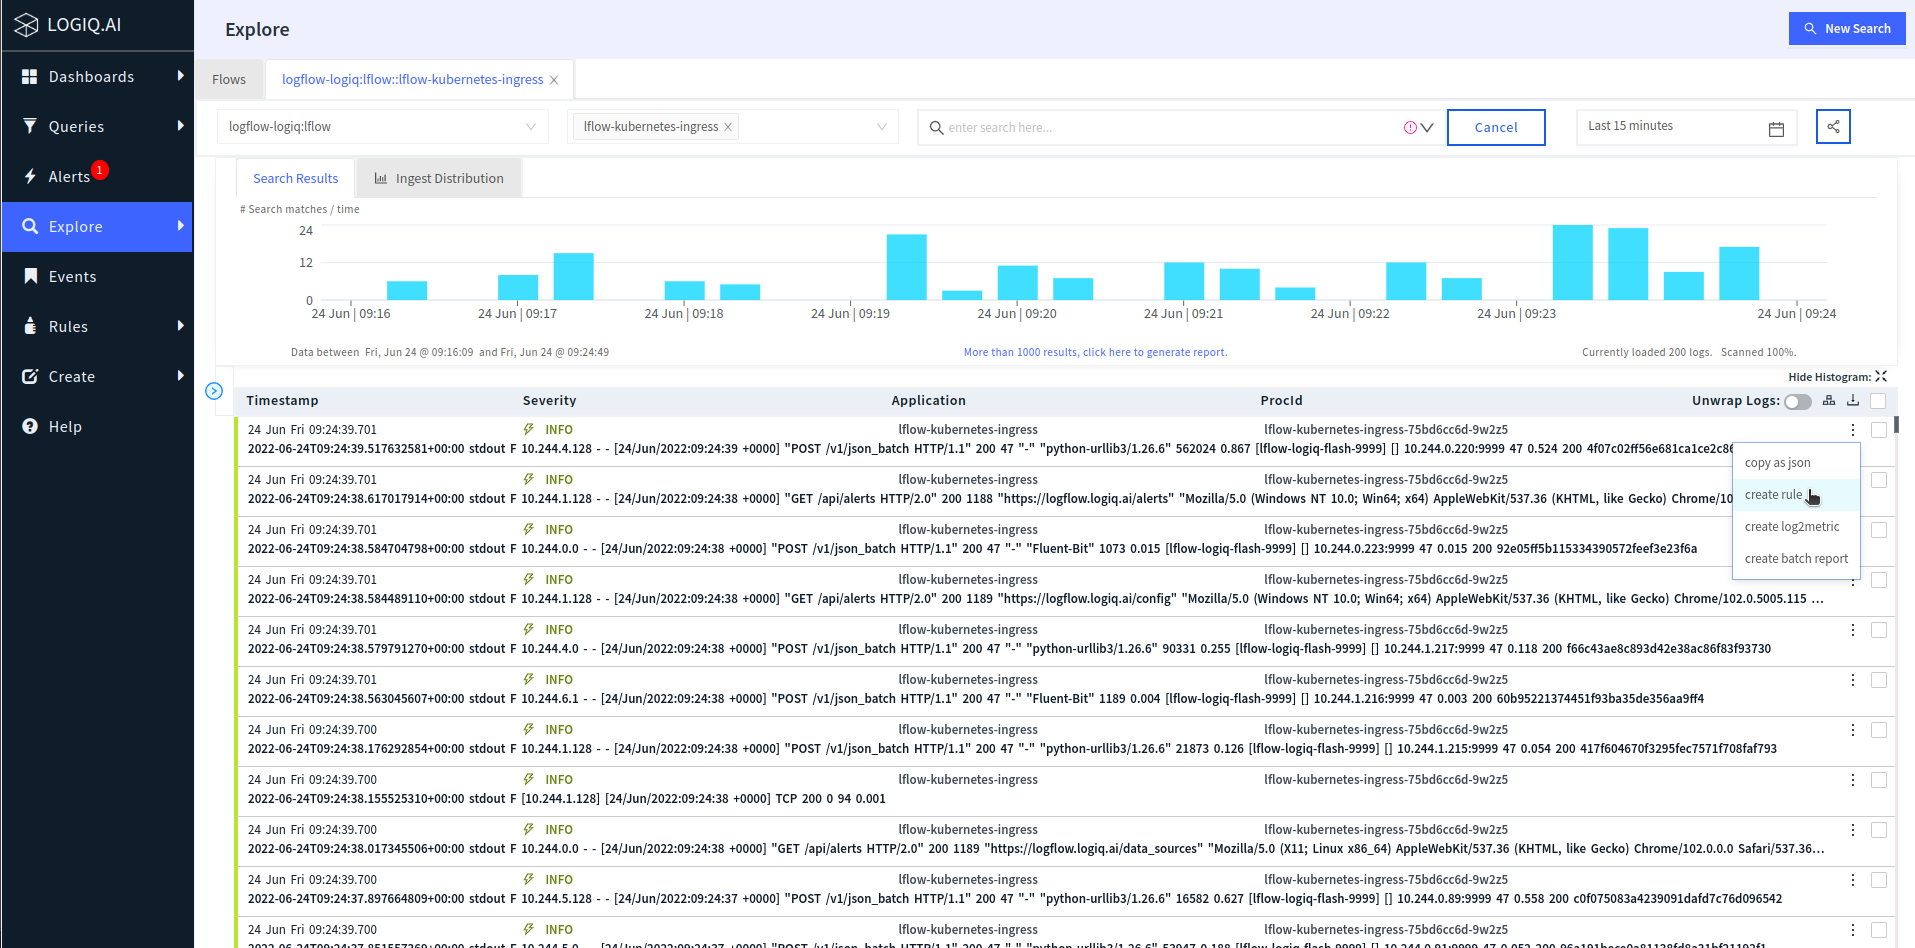 LOGIQ.AI
Dashboards
Queries
Alerts 1
Explore
Events
Rules
Create
Help
Explore
New Search
Flows
logflow-logiq:lflow::lflow-kubernetes-ingress
logflow-logiq:lflow
lflow-kubernetes-ingress
enter search here...
Cancel
Last 15 minutes
Search Results
Ingest Distribution
# Search matches / time
24
12
0
24 Jun | 09:16 24 Jun | 09:17 24 Jun | 09:18 24 Jun | 09:19 24 Jun | 09:20 24 Jun | 09:21 24 Jun | 09:22 24 Jun | 09:23 24 Jun | 09:24
Data between Fri, Jun 24 @ 09:16:09 and Fri, Jun 24 @ 09:24:49
More than 1000 results, click here to generate report.
Currently loaded 200 logs. Scanned 100%.
Hide Histogram:
Timestamp Severity Application ProcId Unwrap Logs:
24 Jun Fri 09:24:39.701 INFO lflow-kubernetes-ingress lflow-kubernetes-ingress-75bd6cc6d-9w2z5
2022-06-24T09:24:39.517632581+00:00 stdout F 10.244.4.128 - - [24/Jun/2022:09:24:39 +0000] "POST /v1/json_batch HTTP/1.1" 200 47 "-" "python-urllib3/1.26.6" 562024 0.867 [lflow-logiq-flash-9999] [] 10.244.0.220:9999 47 0.524 200 4f07c02ff56e681ca1ce2c86
copy as json
create rule
create log2metric
create batch report
24 Jun Fri 09:24:39.701 INFO lflow-kubernetes-ingress lflow-kubernetes-ingress-75bd6cc6d-9w2z5
2022-06-24T09:24:38.617017914+00:00 stdout F 10.244.1.128 - - [24/Jun/2022:09:24:38 +0000] "GET /api/alerts HTTP/2.0" 200 1188 "https://logflow.logiq.ai/alerts" "Mozilla/5.0 (Windows NT 10.0; Win64; x64) AppleWebKit/537.36 (KHTML, like Gecko) Chrome/10
24 Jun Fri 09:24:39.701 INFO lflow-kubernetes-ingress lflow-kubernetes-ingress-75bd6cc6d-9w2z5
2022-06-24T09:24:38.584704798+00:00 stdout F 10.244.0.0 - - [24/Jun/2022:09:24:38 +0000] "POST /v1/json_batch HTTP/1.1" 200 47 "-" "Fluent-Bit" 1073 0.015 [lflow-logiq-flash-9999] [] 10.244.0.223:9999 47 0.015 200 92e05ff5b115334390572feef3e23f6a
24 Jun Fri 09:24:39.701 INFO lflow-kubernetes-ingress lflow-kubernetes-ingress-75bd6cc6d-9w2z5
2022-06-24T09:24:38.584489110+00:00 stdout F 10.244.1.128 - - [24/Jun/2022:09:24:38 +0000] "GET /api/alerts HTTP/2.0" 200 1189 "https://logflow.logiq.ai/config" "Mozilla/5.0 (Windows NT 10.0; Win64; x64) AppleWebKit/537.36 (KHTML, like Gecko) Chrome/102.0.5005.115 ...
24 Jun Fri 09:24:39.701 INFO lflow-kubernetes-ingress lflow-kubernetes-ingress-75bd6cc6d-9w2z5
2022-06-24T09:24:38.579791270+00:00 stdout F 10.244.4.0 - - [24/Jun/2022:09:24:38 +0000] "POST /v1/json_batch HTTP/1.1" 200 47 "-" "python-urllib3/1.26.6" 90331 0.255 [lflow-logiq-flash-9999] [] 10.244.1.217:9999 47 0.118 200 f66c43ae8c893d42e38ac86f83f93730
24 Jun Fri 09:24:39.701 INFO lflow-kubernetes-ingress lflow-kubernetes-ingress-75bd6cc6d-9w2z5
2022-06-24T09:24:38.563045607+00:00 stdout F 10.244.6.1 - - [24/Jun/2022:09:24:38 +0000] "POST /v1/json_batch HTTP/1.1" 200 47 "-" "Fluent-Bit" 1189 0.004 [lflow-logiq-flash-9999] [] 10.244.1.216:9999 47 0.003 200 60b95221374451f93ba35de356aa9ff4
24 Jun Fri 09:24:39.700 INFO lflow-kubernetes-ingress lflow-kubernetes-ingress-75bd6cc6d-9w2z5
2022-06-24T09:24:38.176292854+00:00 stdout F 10.244.1.128 - - [24/Jun/2022:09:24:38 +0000] "POST /v1/json_batch HTTP/1.1" 200 47 "-" "python-urllib3/1.26.6" 21873 0.126 [lflow-logiq-flash-9999] [] 10.244.1.215:9999 47 0.054 200 417f604670f3295fec7571f708faf793
24 Jun Fri 09:24:39.700 INFO lflow-kubernetes-ingress lflow-kubernetes-ingress-75bd6cc6d-9w2z5
2022-06-24T09:24:38.155525310+00:00 stdout F [10.244.1.128] [24/Jun/2022:09:24:38 +0000] TCP 200 0 94 0.001
24 Jun Fri 09:24:39.700 INFO lflow-kubernetes-ingress lflow-kubernetes-ingress-75bd6cc6d-9w2z5
2022-06-24T09:24:38.017345506+00:00 stdout F 10.244.0.0 - - [24/Jun/2022:09:24:38 +0000] "GET /api/alerts HTTP/2.0" 200 1189 "https://logflow.logiq.ai/data_sources" "Mozilla/5.0 (X11; Linux x86_64) AppleWebKit/537.36 (KHTML, like Gecko) Chrome/102.0.0.0 Safari/537.36...
24 Jun Fri 09:24:39.700 INFO lflow-kubernetes-ingress lflow-kubernetes-ingress-75bd6cc6d-9w2z5
2022-06-24T09:24:37.897664809+00:00 stdout F 10.244.5.128 - - [24/Jun/2022:09:24:37 +0000] "POST /v1/json_batch HTTP/1.1" 200 47 "-" "python-urllib3/1.26.6" 16582 0.627 [lflow-logiq-flash-9999] [] 10.244.0.89:9999 47 0.558 200 c0f075083a4239091dafd7c76d096542
24 Jun Fri 09:24:39.700 INFO lflow-kubernetes-ingress lflow-kubernetes-ingress-75bd6cc6d-9w2z5